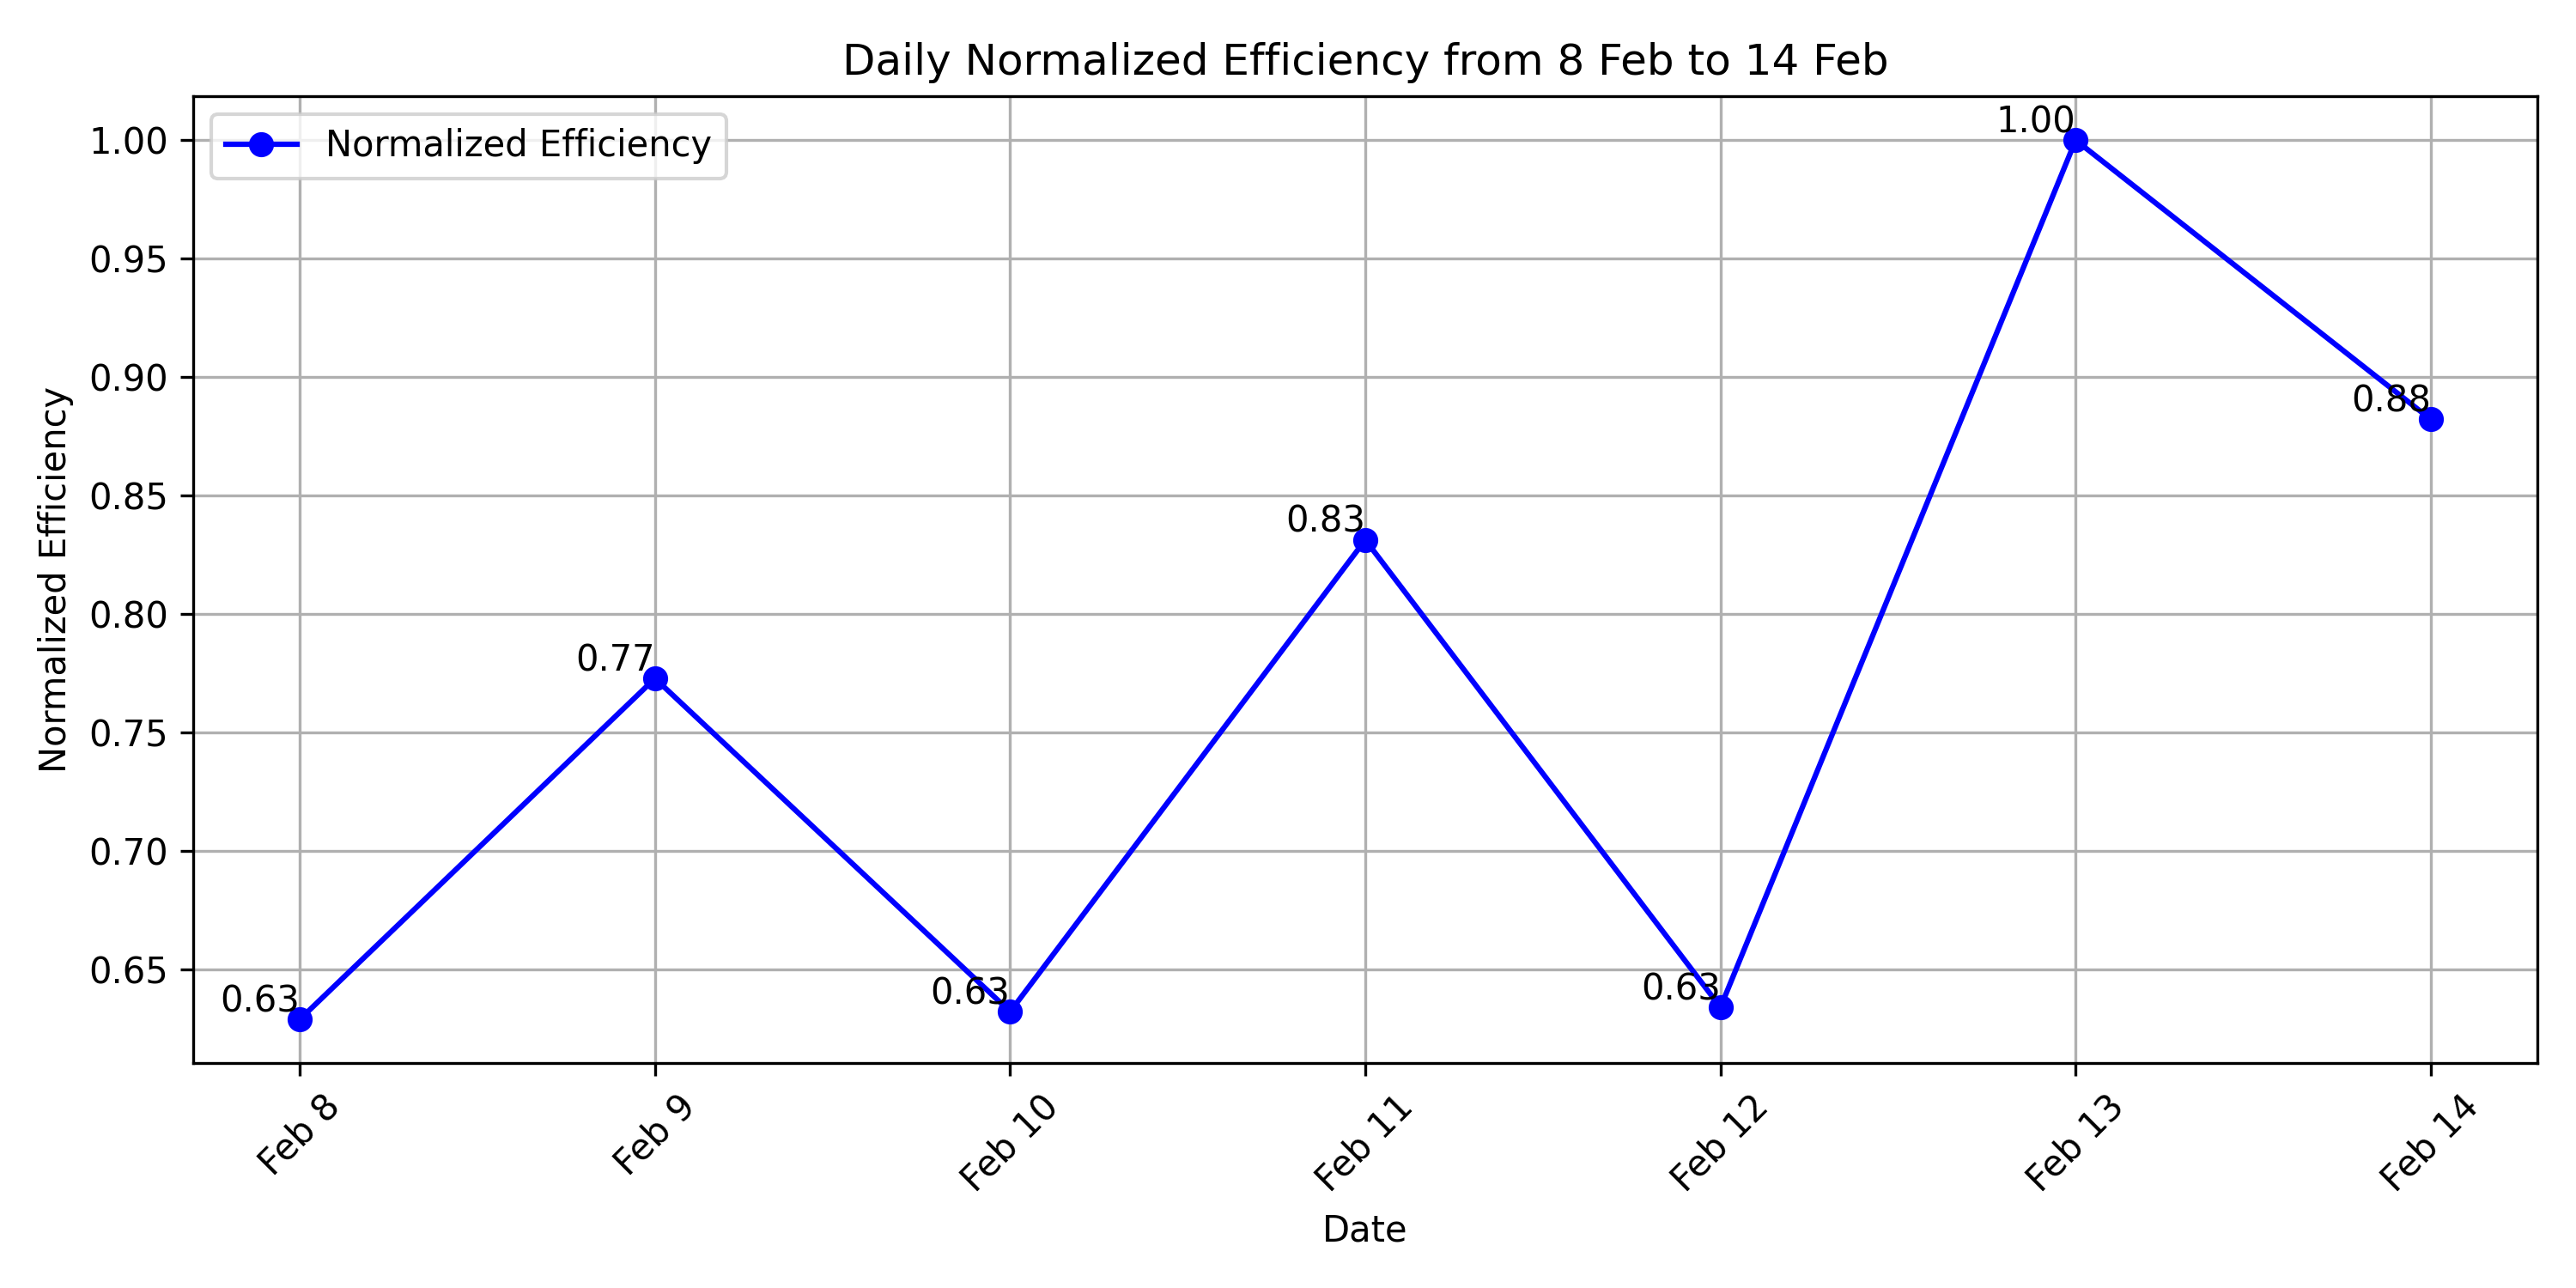 Daily Normalized Efficiency from 8 Feb to 14 Feb
Normalized Efficiency
Normalized Efficiency
1.00
0.95
0.90
0.85
0.80
0.75
0.70
0.65
0.63
0.77
0.63
0.83
0.63
1.00
0.88
Feb 8
Feb 9
Feb 10
Feb 11
Feb 12
Feb 13
Feb 14
Date